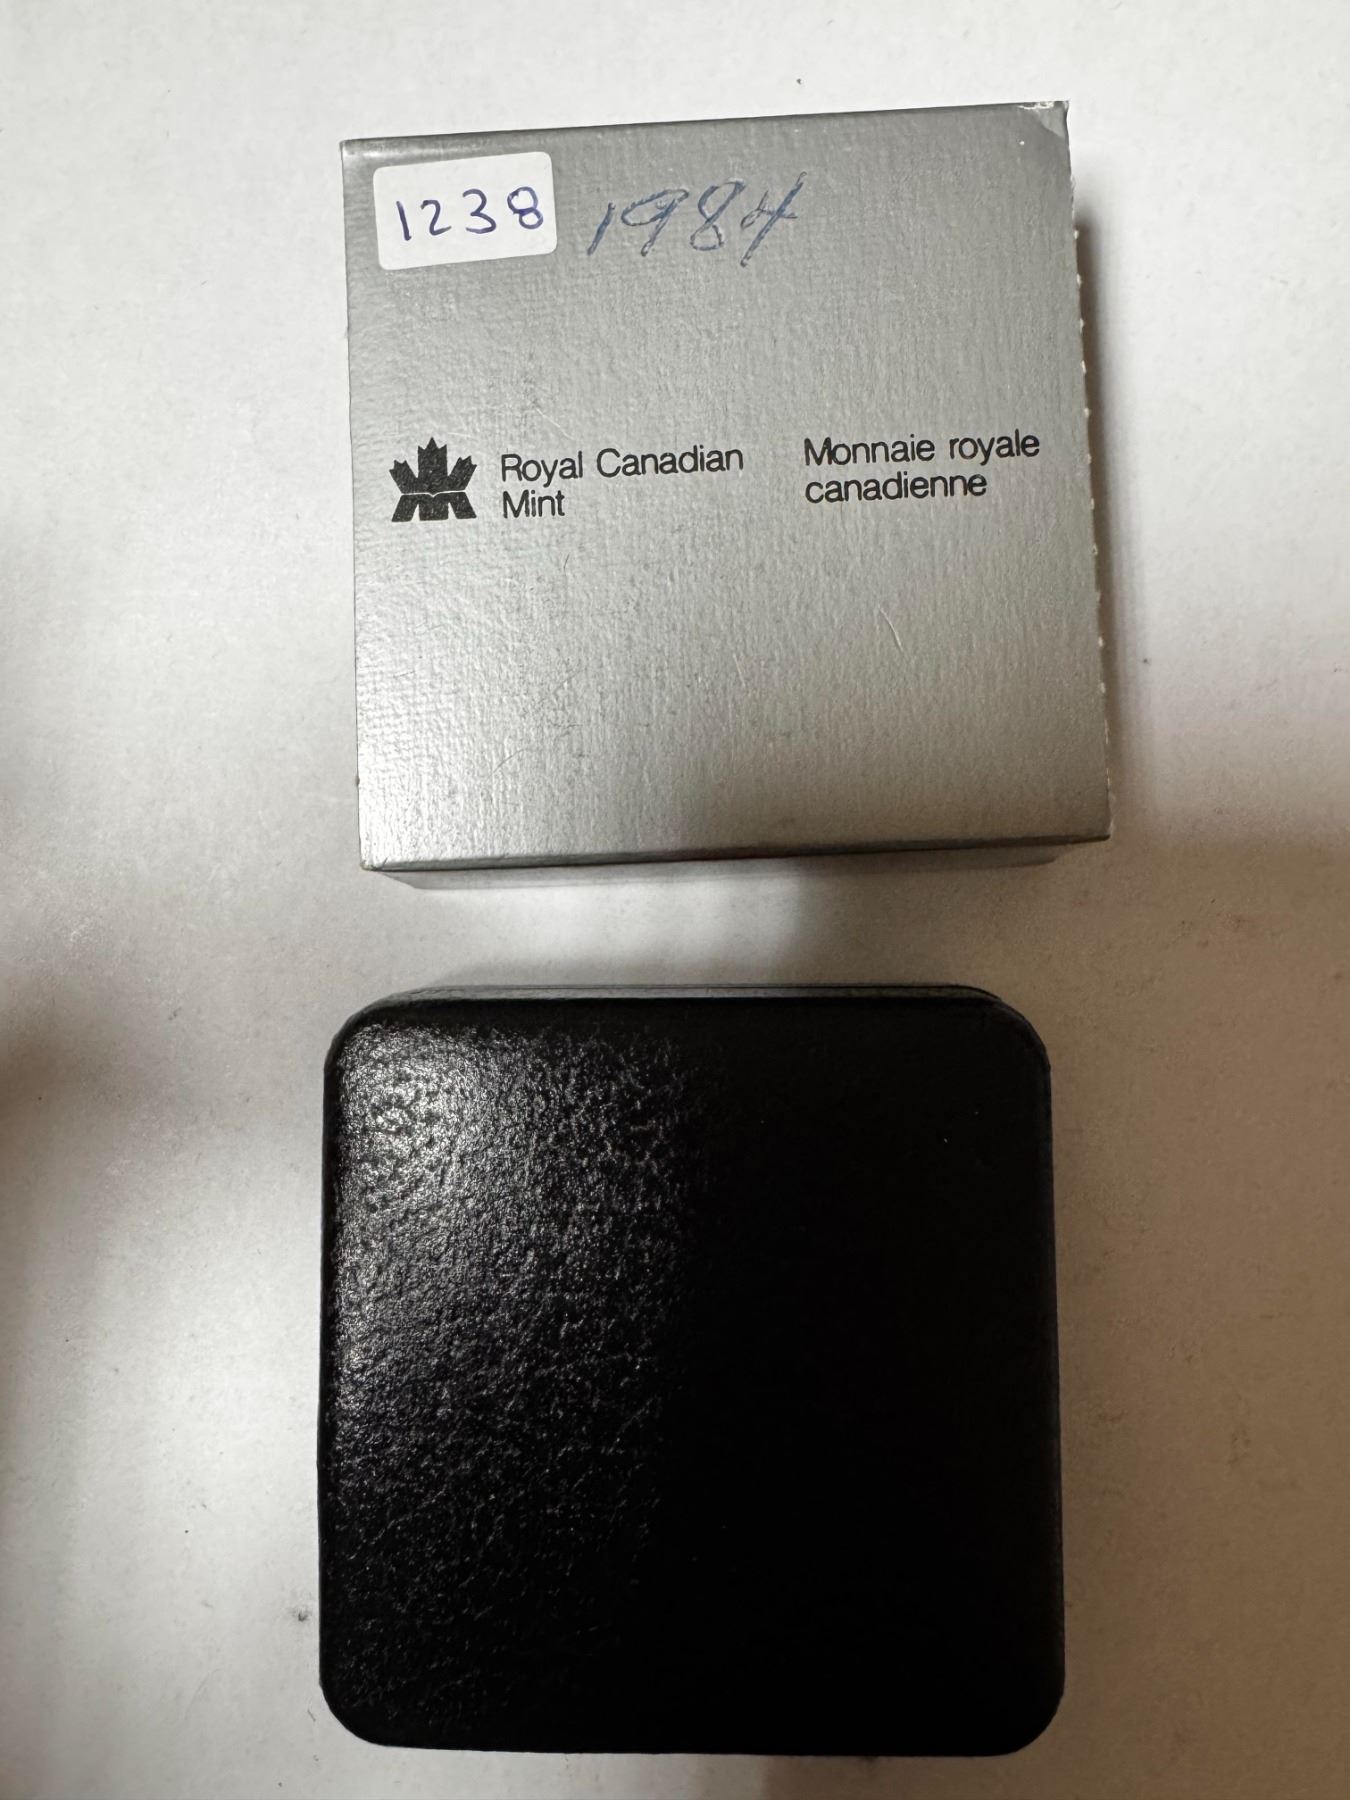 1238
1984
Royal Canadian
Mint
Monnaie royale
canadienne